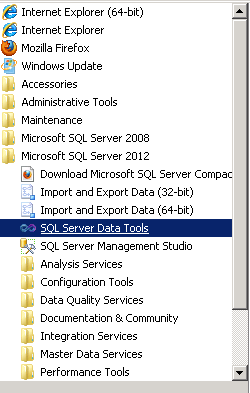 Internet Explorer (64-bit)
Internet Explorer
Mozilla Firefox
Windows Update
Accessories
Administrative Tools
Maintenance
Microsoft SQL Server 2008
Microsoft SQL Server 2012
Download Microsoft SQL Server Compac
Import and Export Data (32-bit)
Import and Export Data (64-bit)
SQL Server Data Tools
SQL Server Management Studio
Analysis Services
Configuration Tools
Data Quality Services
Documentation & Community
Integration Services
Master Data Services
Performance Tools